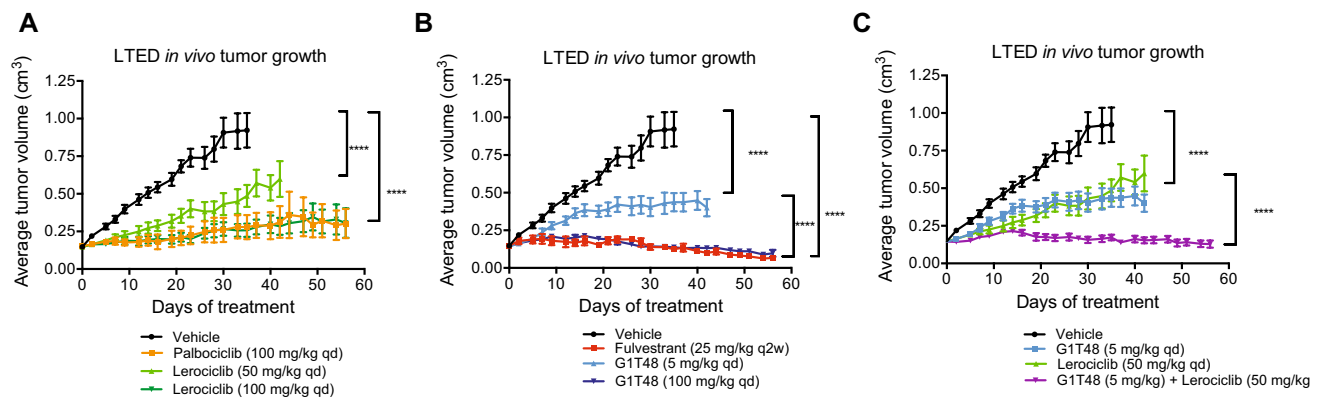 A
LTED in vivo tumor growth
Average tumor volume (cm³)
1.25
1.00
0.75
0.50
0.25
0.00
0 10 20 30 40 50 60
Days of treatment
****
****
Vehicle
Palbociclib (100 mg/kg qd)
Lerociclib (50 mg/kg qd)
Lerociclib (100 mg/kg qd)
B
LTED in vivo tumor growth
Average tumor volume (cm³)
1.25
1.00
0.75
0.50
0.25
0.00
0 10 20 30 40 50 60
Days of treatment
****
****
****
Vehicle
Fulvestrant (25 mg/kg q2w)
G1T48 (5 mg/kg qd)
G1T48 (100 mg/kg qd)
C
LTED in vivo tumor growth
Average tumor volume (cm³)
1.25
1.00
0.75
0.50
0.25
0.00
0 10 20 30 40 50 60
Days of treatment
****
****
Vehicle
G1T48 (5 mg/kg qd)
Lerociclib (50 mg/kg qd)
G1T48 (5 mg/kg) + Lerociclib (50 mg/kg